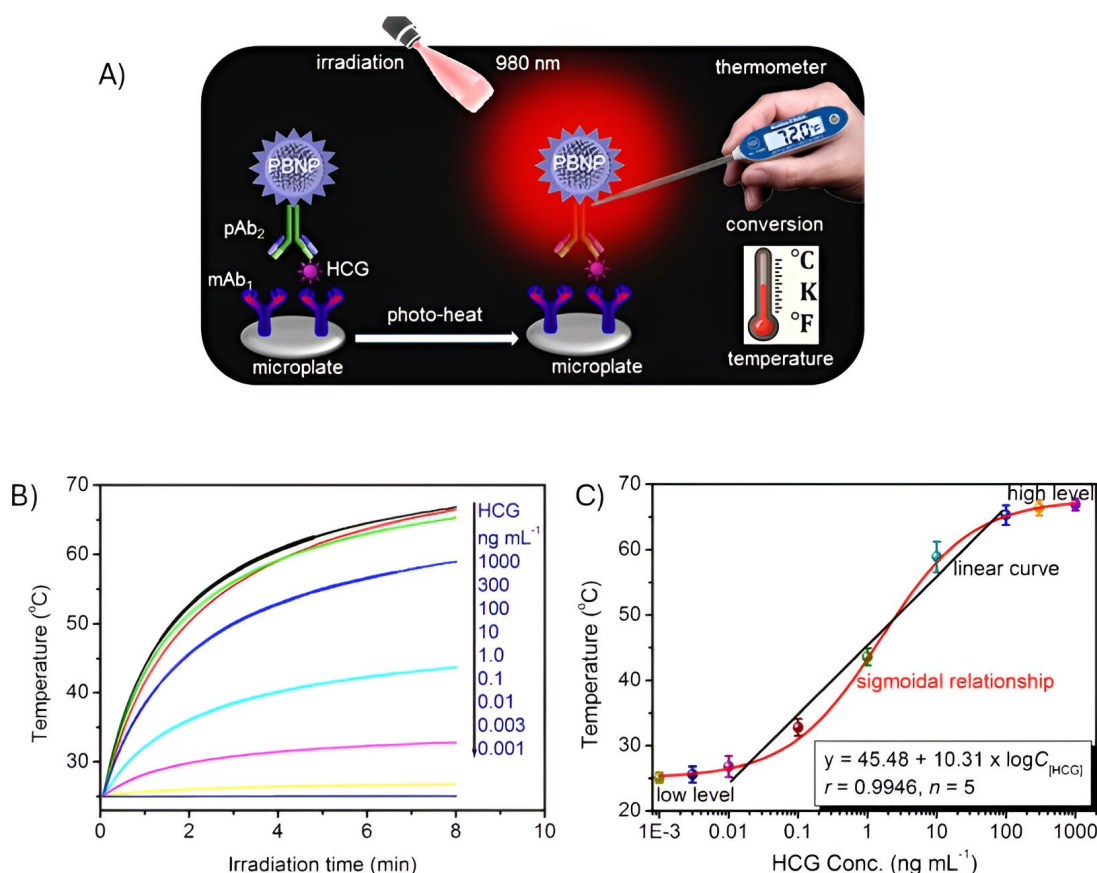 A)
irradiation
980 nm
thermometer
72.0°C
PBNP
PBNP
pAb2
HCG
mAb1
conversion
°C
K
°F
photo-heat
microplate
microplate
temperature
B)
70
60
50
40
30
0 2 4 6 8 10
Temperature (°C)
Irradiation time (min)
HCG
ng mL⁻¹
1000
300
100
10
1.0
0.1
0.01
0.003
0.001
C)
70
60
50
40
30
20
1E-3 0.01 0.1 1 10 100 1000
Temperature (°C)
HCG Conc. (ng mL⁻¹)
high level
linear curve
sigmoidal relationship
low level
y = 45.48 + 10.31 x logC[HCG]
r = 0.9946, n = 5